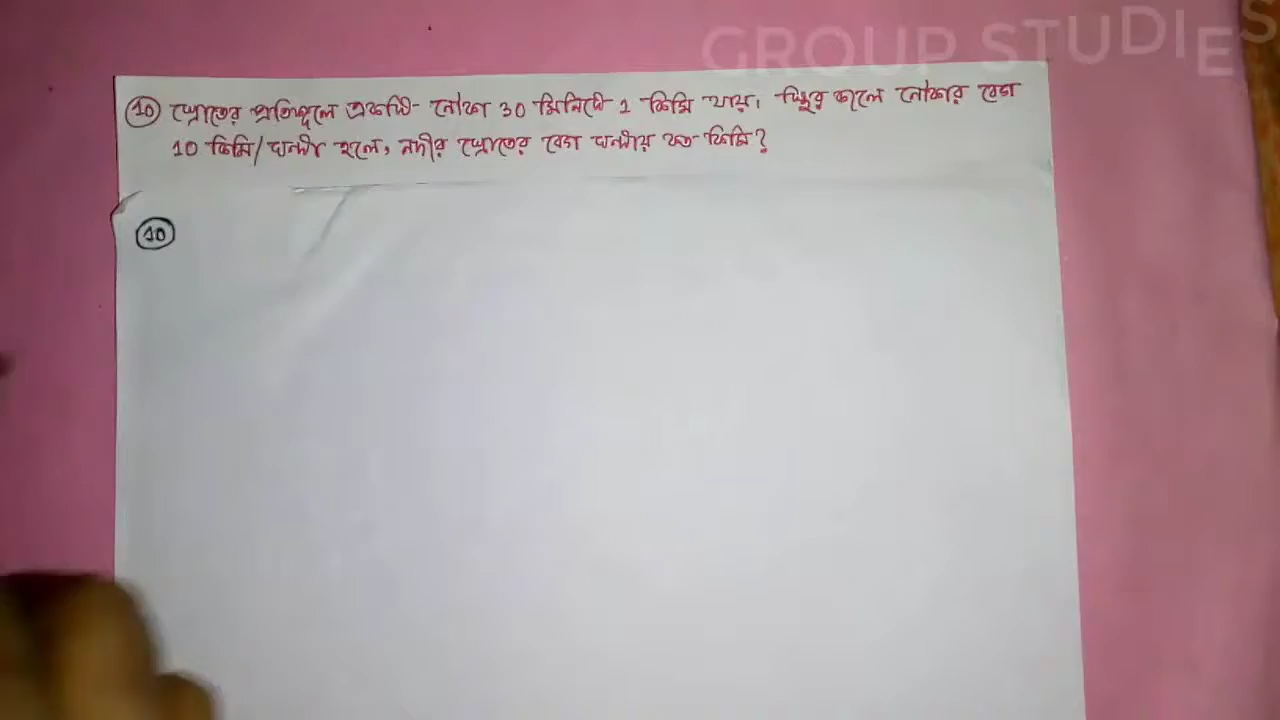 GROUP STUDIES
10 স্রোতের প্রতিকূলে একটি নৌকা 30 মিনিটে 1 কিমি যায়। স্থির জলে নৌকার বেগ
10 কিমি/ঘন্টা হলে, নদীর স্রোতের বেগ ঘন্টায় কত কিমি?
10